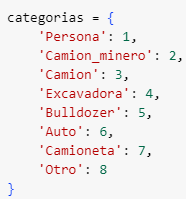 categorias = {
    'Persona': 1,
    'Camion_minero': 2,
    'Camion': 3,
    'Excavadora': 4,
    'Bulldozer': 5,
    'Auto': 6,
    'Camioneta': 7,
    'Otro': 8
}